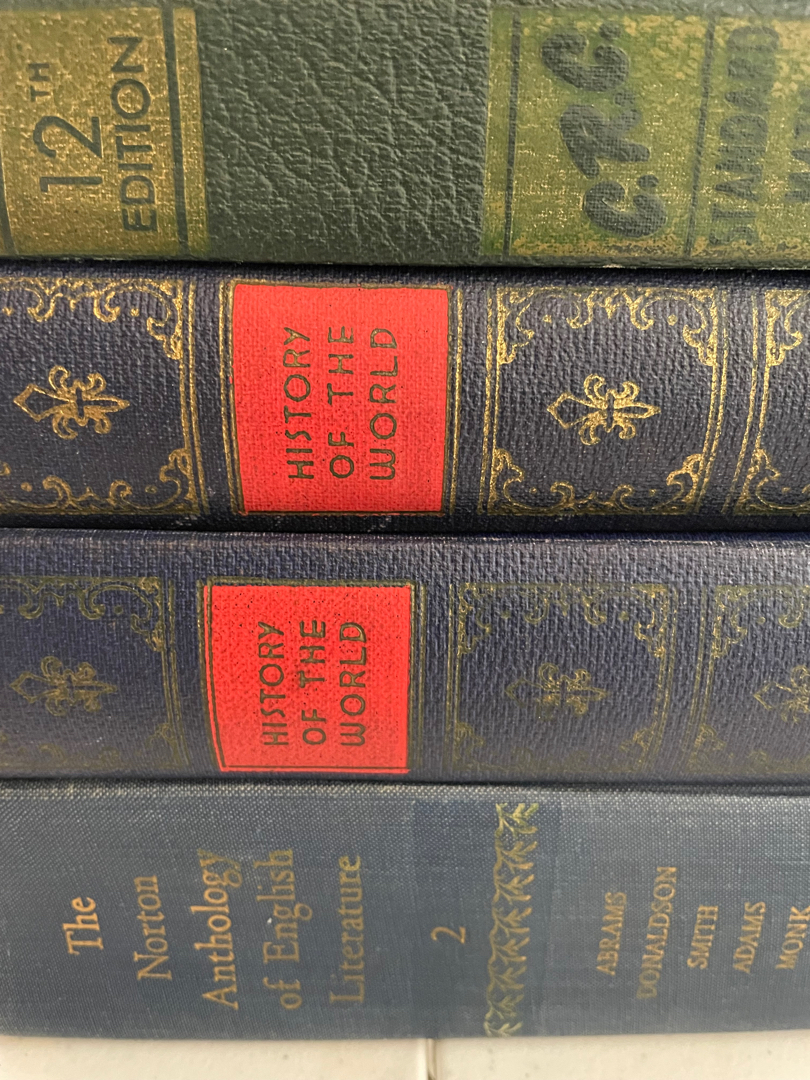 12TH
EDITION
C.R.C.
STANDARD
HISTORY
OF THE
WORLD
HISTORY
OF THE
WORLD
The
Norton
Anthology
of English
Literature
2
ABRAMS
DONALDSON
SMITH
ADAMS
MONK